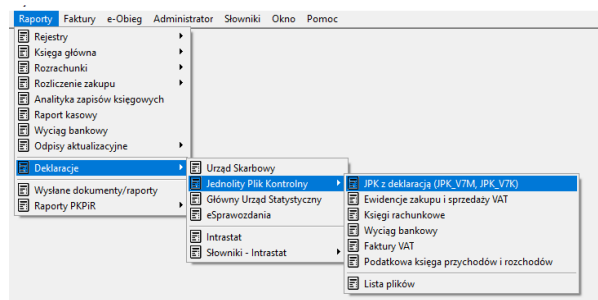 Raporty Faktury e-Obieg Administrator Słowniki Okno Pomoc
Rejestry
Księga główna
Rozrachunki
Rozliczenie zakupu
Analityka zapisów księgowych
Raport kasowy
Wyciąg bankowy
Odpisy aktualizacyjne
Deklaracje
Wysłane dokumenty/raporty
Raporty PKPiR
Urząd Skarbowy
Jednolity Plik Kontrolny
Główny Urząd Statystyczny
eSprawozdania
Intrastat
Słowniki - Intrastat
JPK z deklaracją (JPK_V7M, JPK_V7K)
Ewidencje zakupu i sprzedaży VAT
Księgi rachunkowe
Wyciąg bankowy
Faktury VAT
Podatkowa księga przychodów i rozchodów
Lista plików